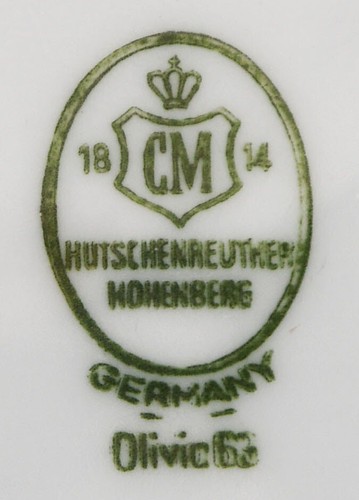 18 CM 14
HUTSCHENREUTHER
HOHENBERG
GERMANY
Olivia 63